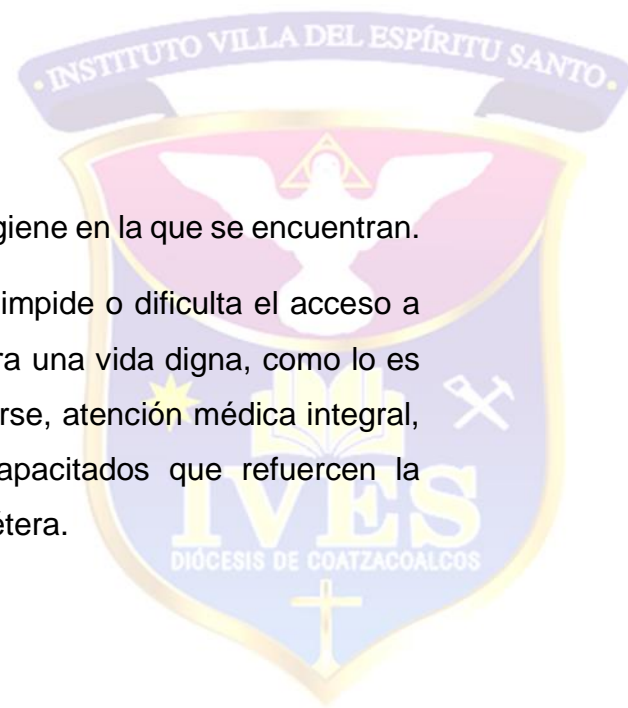 • INSTITUTO VILLA DEL ESPÍRITU SANTO •
giene en la que se encuentran.
impide o dificulta el acceso a
ra una vida digna, como lo es
rse, atención médica integral,
apacitados que refuercen la
étera.
IVES
DIÓCESIS DE COATZACOALCOS